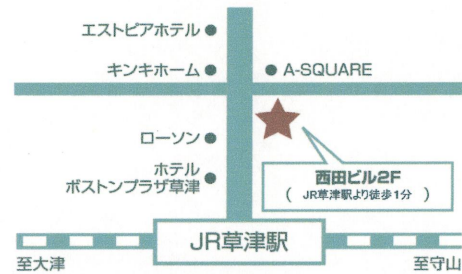 エストピアホテル
キンキホーム
A-SQUARE
ローソン
ホテル
ボストンプラザ草津
西田ビル2F
( JR草津駅より徒歩1分 )
JR草津駅
至大津
至守山